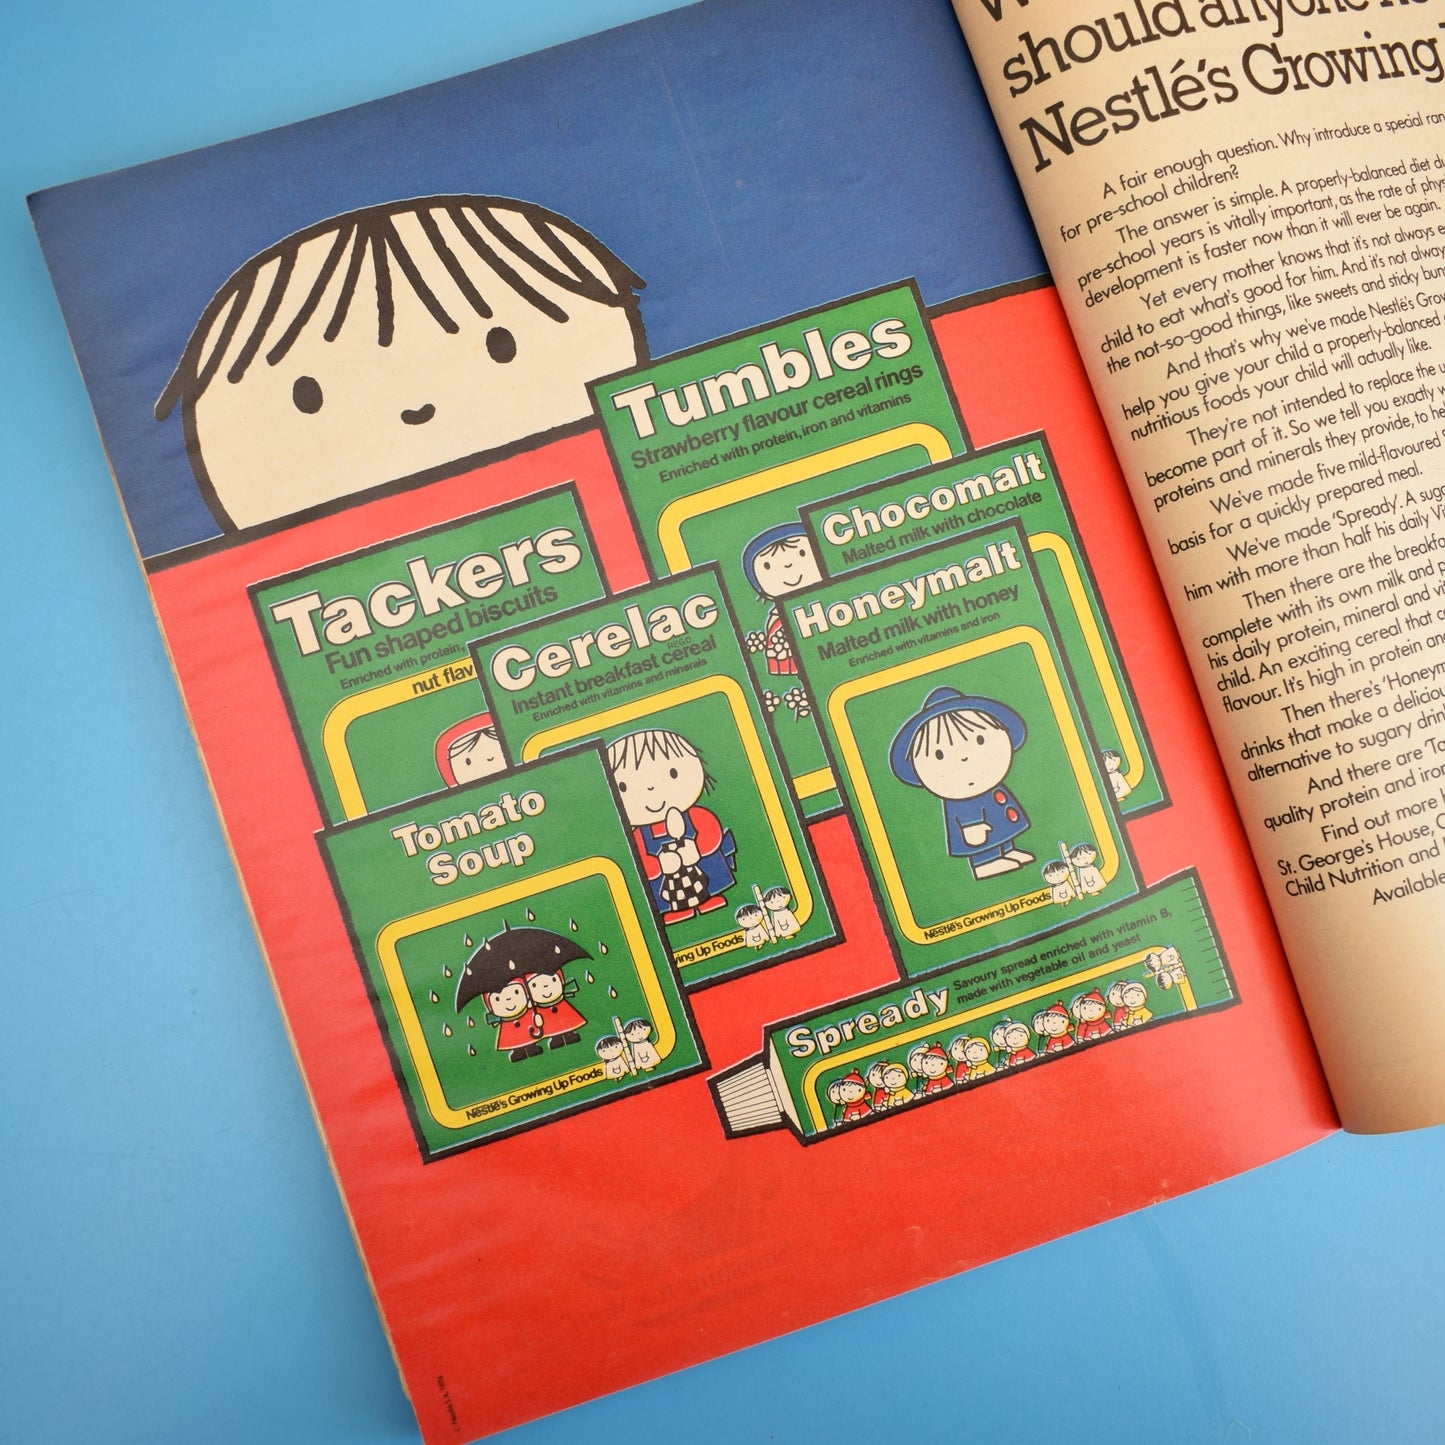 Tumbles
Strawberry flavour cereal rings
Enriched with protein, iron and vitamins
Chocomalt
Malted milk with chocolate
Tackers
Fun shaped biscuits
Enriched with protein,
nut flav
Cerelac
REGD
Instant breakfast cereal
Enriched with vitamins and minerals
ing Up Foods
Honeymalt
Malted milk with honey
Enriched with vitamins and iron
Nestlé's Growing Up Foods
Tomato
Soup
Nestlé's Growing Up Foods
Spready
Savoury spread enriched with vitamin B,
made with vegetable oil and yeast
© Nestlé S.A. 1974
should anyone
Nestlé's Growing
A fair enough question. Why introduce a special ran
for pre-school children?
The answer is simple. A properly-balanced diet du
pre-school years is vitally important, as the rate of phys
development is faster now than it will ever be again.
Yet every mother knows that it's not always e
child to eat what's good for him. And it's not alway
the not-so-good things, like sweets and sticky bun
And that's why we've made Nestlé's Grow
help you give your child a properly-balanced
nutritious foods your child will actually like.
They're not intended to replace the u
become part of it. So we tell you exactly w
proteins and minerals they provide, to he
We've made five mild-flavoured
basis for a quickly prepared meal.
We've made 'Spready'. A suga
him with more than half his daily Vi
Then there are the breakfa
complete with its own milk and p
his daily protein, mineral and vi
child. An exciting cereal that c
flavour. It's high in protein and
Then there's 'Honeym
drinks that make a delicious
alternative to sugary drin
And there are 'Ta
quality protein and iron
Find out more b
St. George's House, C
Child Nutrition and
Available